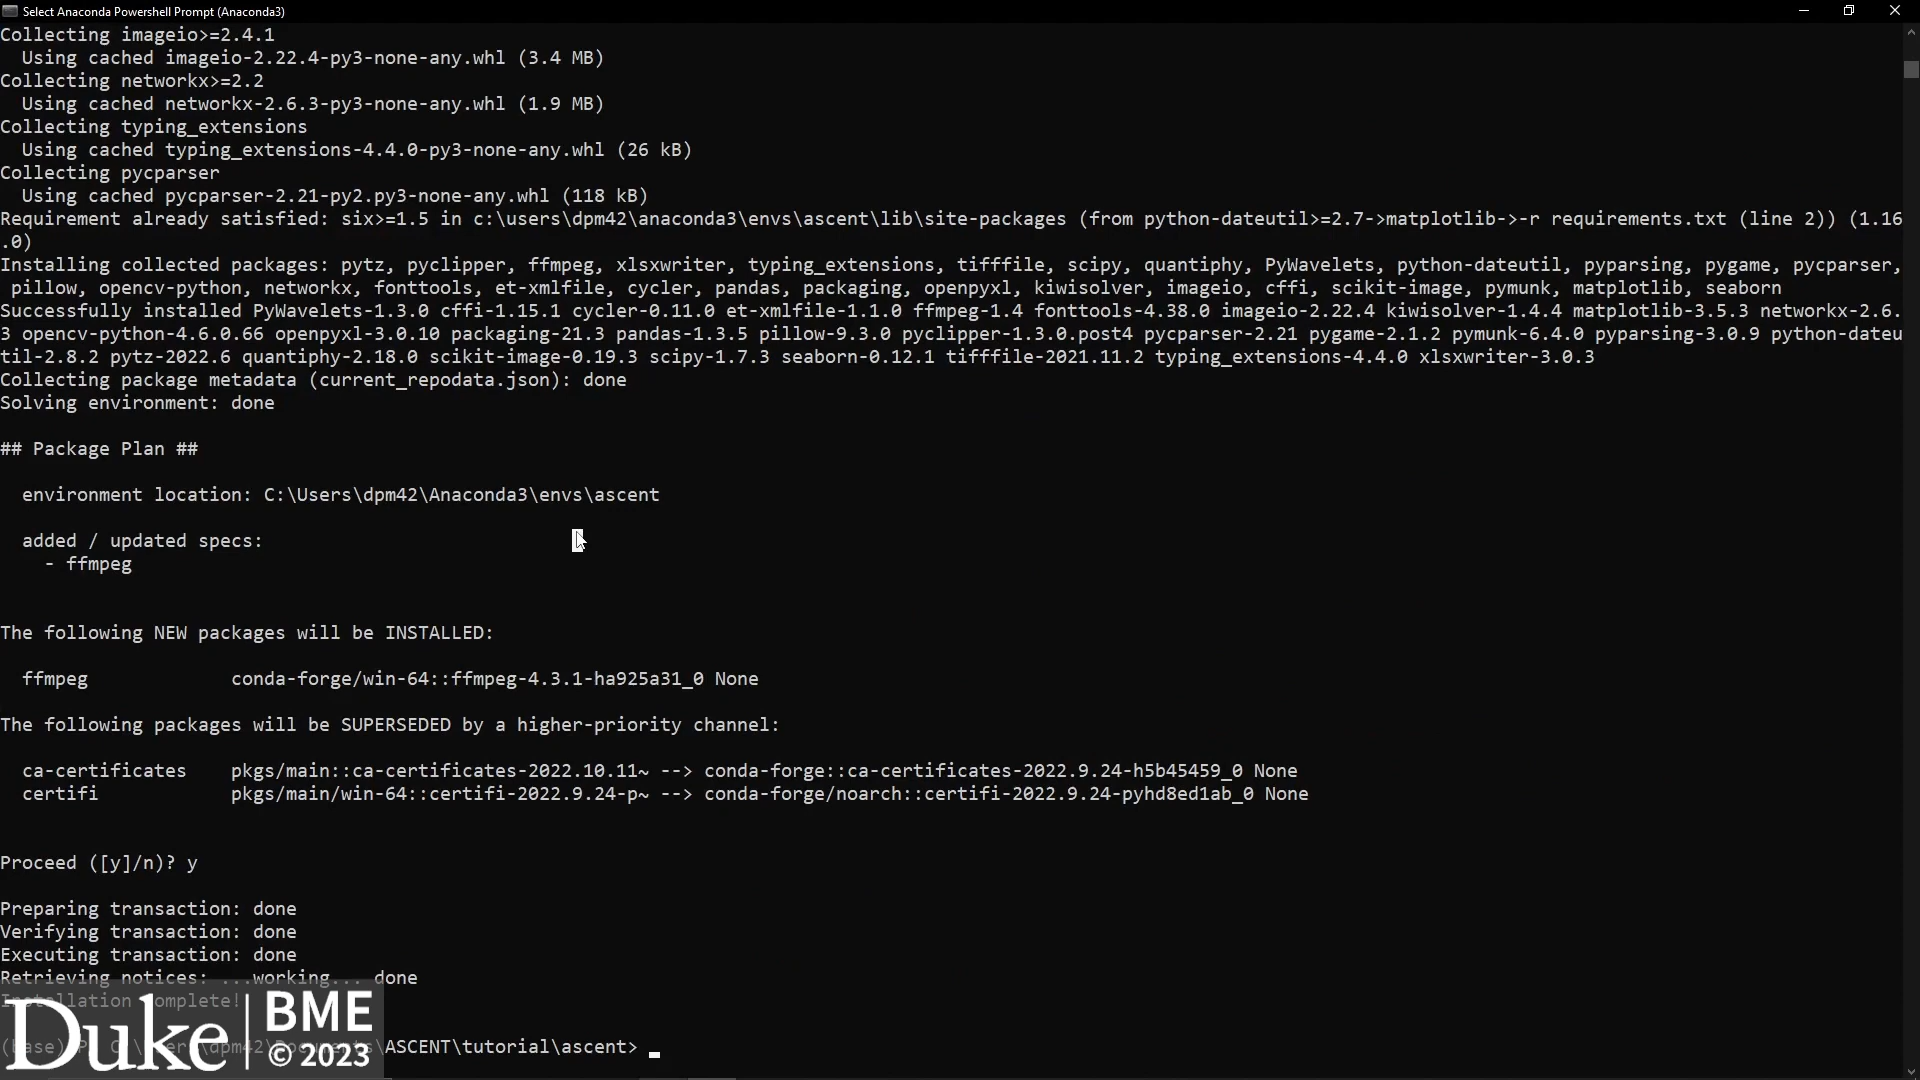 Select Anaconda Powershell Prompt (Anaconda3)
Collecting imageio>=2.4.1
Using cached imageio-2.22.4-py3-none-any.whl (3.4 MB)
Collecting networkx>=2.2
Using cached networkx-2.6.3-py3-none-any.whl (1.9 MB)
Collecting typing_extensions
Using cached typing_extensions-4.4.0-py3-none-any.whl (26 kB)
Collecting pycparser
Using cached pycparser-2.21-py2.py3-none-any.whl (118 kB)
Requirement already satisfied: six>=1.5 in c:\users\dpm42\anaconda3\envs\ascent\lib\site-packages (from python-dateutil>=2.7->matplotlib->-r requirements.txt (line 2)) (1.16
.0)
Installing collected packages: pytz, pyclipper, ffmpeg, xlsxwriter, typing_extensions, tifffile, scipy, quantiphy, PyWavelets, python-dateutil, pyparsing, pygame, pycparser,
pillow, opencv-python, networkx, fonttools, et-xmlfile, cycler, pandas, packaging, openpyxl, kiwisolver, imageio, cffi, scikit-image, pymunk, matplotlib, seaborn
Successfully installed PyWavelets-1.3.0 cffi-1.15.1 cycler-0.11.0 et-xmlfile-1.1.0 ffmpeg-1.4 fonttools-4.38.0 imageio-2.22.4 kiwisolver-1.4.4 matplotlib-3.5.3 networkx-2.6.
3 opencv-python-4.6.0.66 openpyxl-3.0.10 packaging-21.3 pandas-1.3.5 pillow-9.3.0 pyclipper-1.3.0.post4 pycparser-2.21 pygame-2.1.2 pymunk-6.4.0 pyparsing-3.0.9 python-dateu
til-2.8.2 pytz-2022.6 quantiphy-2.18.0 scikit-image-0.19.3 scipy-1.7.3 seaborn-0.12.1 tifffile-2021.11.2 typing_extensions-4.4.0 xlsxwriter-3.0.3
Collecting package metadata (current_repodata.json): done
Solving environment: done
## Package Plan ##
environment location: C:\Users\dpm42\Anaconda3\envs\ascent
added / updated specs:
- ffmpeg
The following NEW packages will be INSTALLED:
ffmpeg conda-forge/win-64::ffmpeg-4.3.1-ha925a31_0 None
The following packages will be SUPERSEDED by a higher-priority channel:
ca-certificates pkgs/main::ca-certificates-2022.10.11~ --> conda-forge::ca-certificates-2022.9.24-h5b45459_0 None
certifi pkgs/main/win-64::certifi-2022.9.24-p~ --> conda-forge/noarch::certifi-2022.9.24-pyhd8ed1ab_0 None
Proceed ([y]/n)? y
Preparing transaction: done
Verifying transaction: done
Executing transaction: done
Retrieving notices: ...working... done
\ASCENT\tutorial\ascent>
Duke BME
© 2023